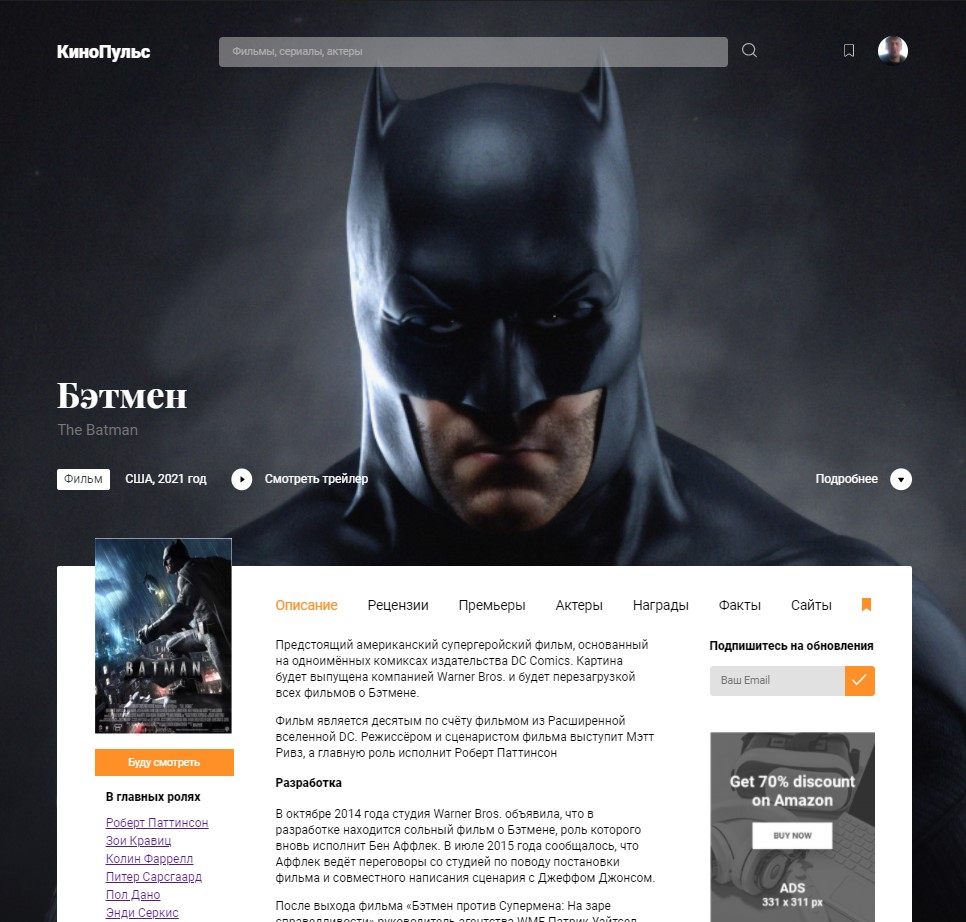 КиноПульс
Фильмы, сериалы, актеры
Бэтмен
The Batman
Фильм
США, 2021 год
Смотреть трейлер
Подробнее
BATMAN
Буду смотреть
В главных ролях
Роберт Паттинсон
Зои Кравиц
Колин Фаррелл
Питер Сарсгаард
Пол Дано
Энди Серкис
Описание
Рецензии
Премьеры
Актеры
Награды
Факты
Сайты
Предстоящий американский супергеройский фильм, основанный
на одноимённых комиксах издательства DC Comics. Картина
будет выпущена компанией Warner Bros. и будет перезагрузкой
всех фильмов о Бэтмене.
Фильм является десятым по счёту фильмом из Расширенной
вселенной DC. Режиссёром и сценаристом фильма выступит Мэтт
Ривз, а главную роль исполнит Роберт Паттинсон
Разработка
В октябре 2014 года студия Warner Bros. объявила, что в
разработке находится сольный фильм о Бэтмене, роль которого
вновь исполнит Бен Аффлек. В июле 2015 года сообщалось, что
Аффлек ведёт переговоры со студией по поводу постановки
фильма и совместного написания сценария с Джеффом Джонсом.
После выхода фильма «Бэтмен против Супермена: На заре
справедливости» руководитель агентства WME Патрик Уайтселл
Подпишитесь на обновления
Ваш Email
Get 70% discount
on Amazon
BUY NOW
ADS
331 x 311 px